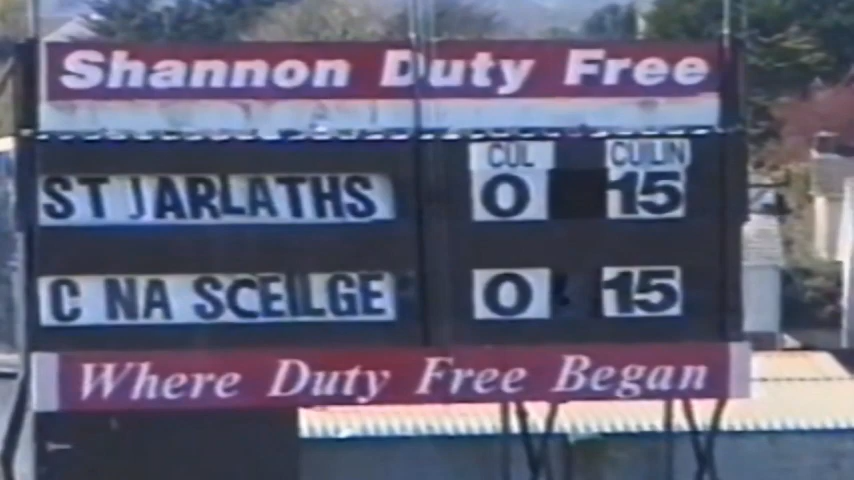 Shannon Duty Free
CUL CUILIN
ST JARLATHS 0 15
C NA SCEILGE 0 15
Where Duty Free Began